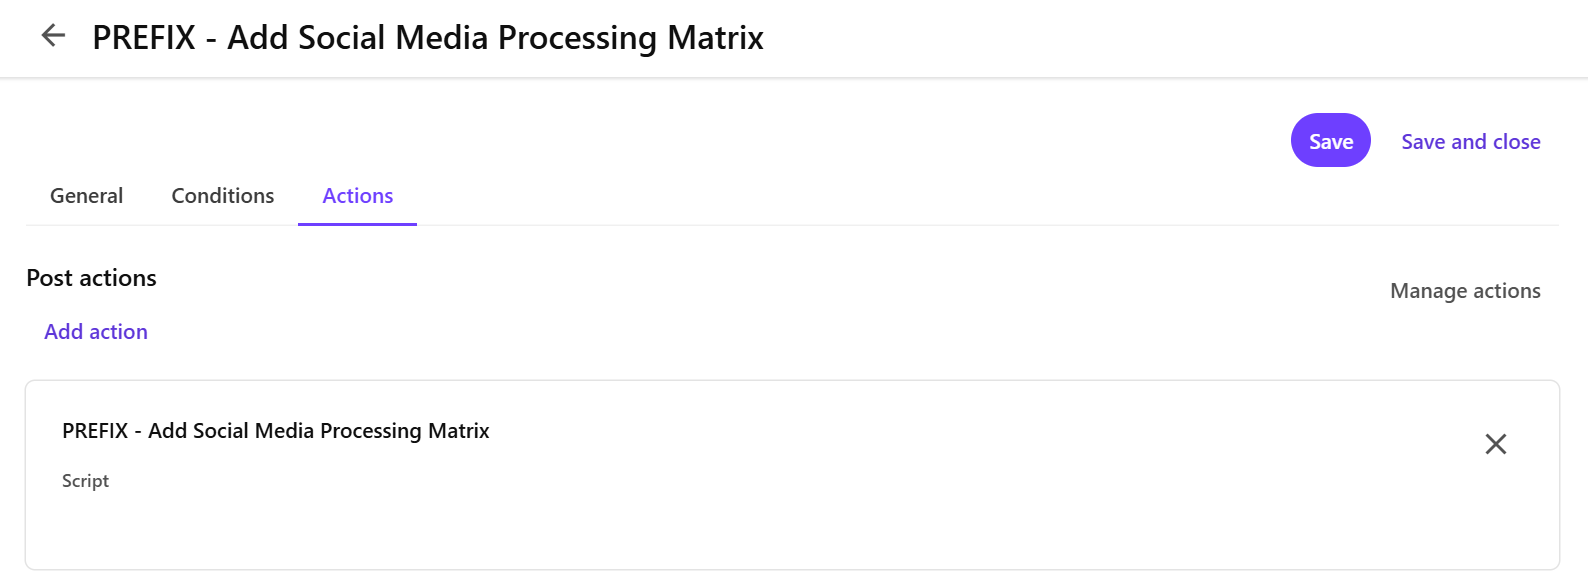 PREFIX - Add Social Media Processing Matrix
Save
Save and close
General
Conditions
Actions
Post actions
Manage actions
Add action
PREFIX - Add Social Media Processing Matrix
Script